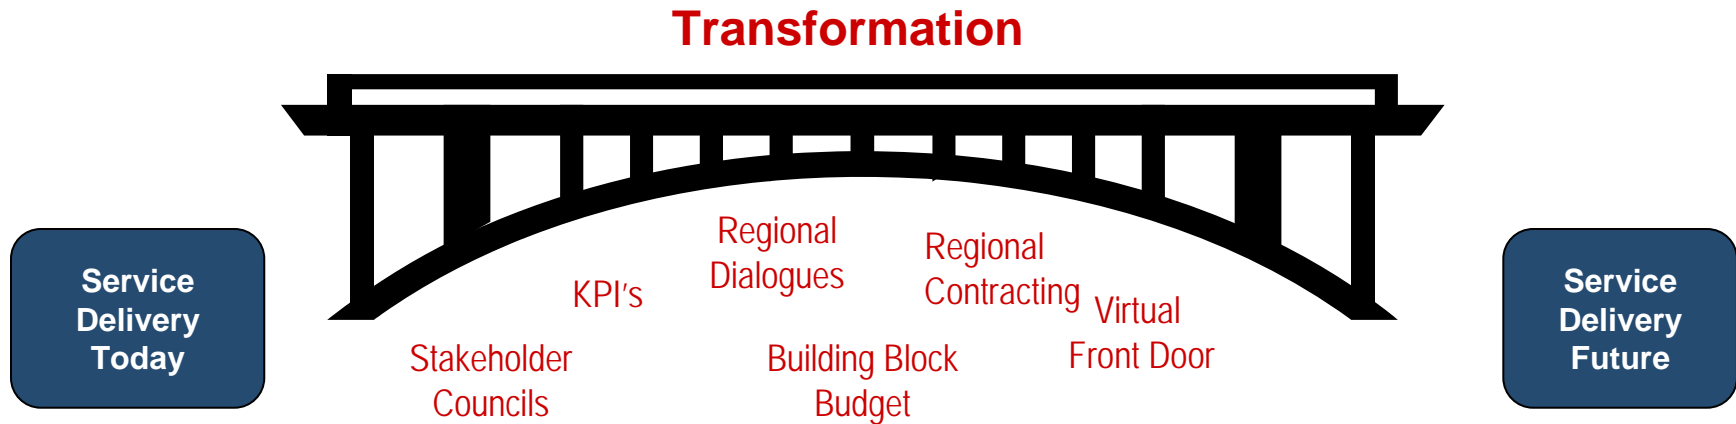 Transformation
Service
Delivery
Today
Stakeholder
Councils
KPI's
Regional
Dialogues
Building Block
Budget
Regional
Contracting
Virtual
Front Door
Service
Delivery
Future